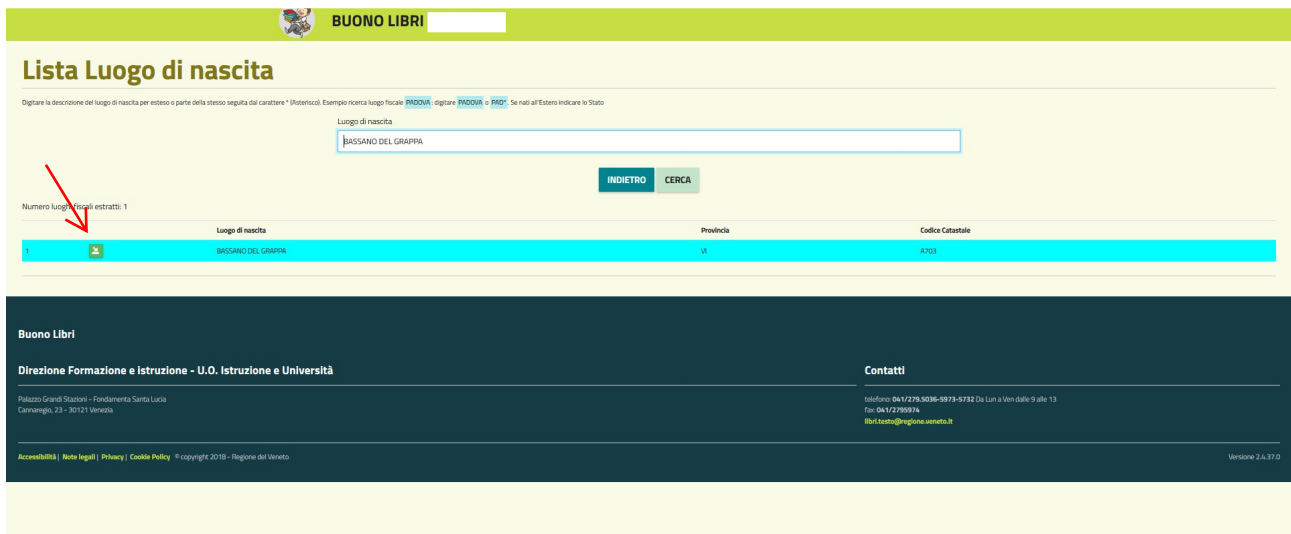 BUONO LIBRI
Lista Luogo di nascita
Digitare la descrizione del luogo di nascita per esteso o parte della stesso seguita dal carattere * (Asterisco). Esempio ricerca luogo fiscale PADOVA : digitare PADOVA o PAD* . Se nati all'Estero indicare lo Stato
Luogo di nascita
BASSANO DEL GRAPPA
INDIETRO CERCA
Numero luoghi fiscali estratti: 1
Luogo di nascita Provincia Codice Catastale
1 BASSANO DEL GRAPPA VI A703
Buono Libri
Direzione Formazione e istruzione - U.O. Istruzione e Università
Contatti
Palazzo Grandi Stazioni - Fondamenta Santa Lucia
Cannaregio, 23 - 30121 Venezia
telefono: 041/279.5036-5973-5732 Da Lun a Ven dalle 9 alle 13
fax: 041/2795974
libri.testo@regione.veneto.it
Accessibilità | Note legali | Privacy | Cookie Policy © copyright 2018 - Regione del Veneto
Versione 2.4.37.0